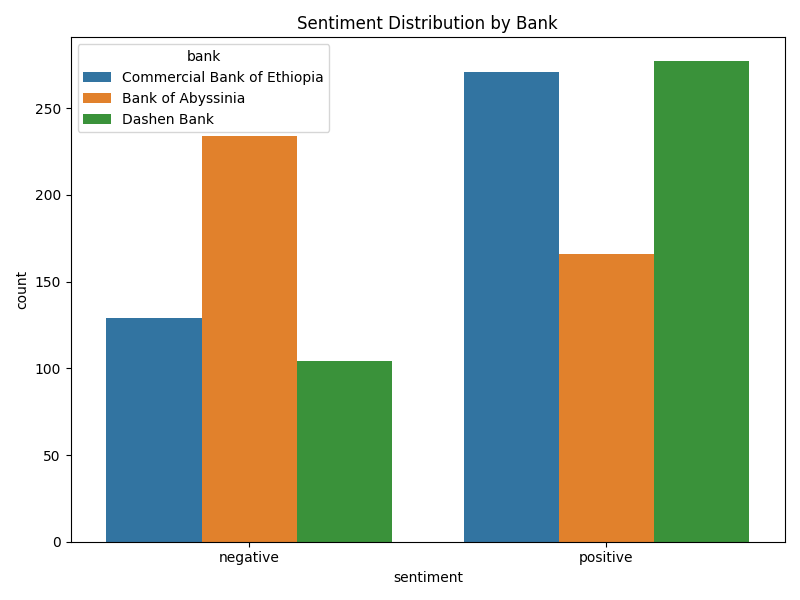 Sentiment Distribution by Bank
bank
Commercial Bank of Ethiopia
Bank of Abyssinia
Dashen Bank
count
250
200
150
100
50
0
negative
positive
sentiment